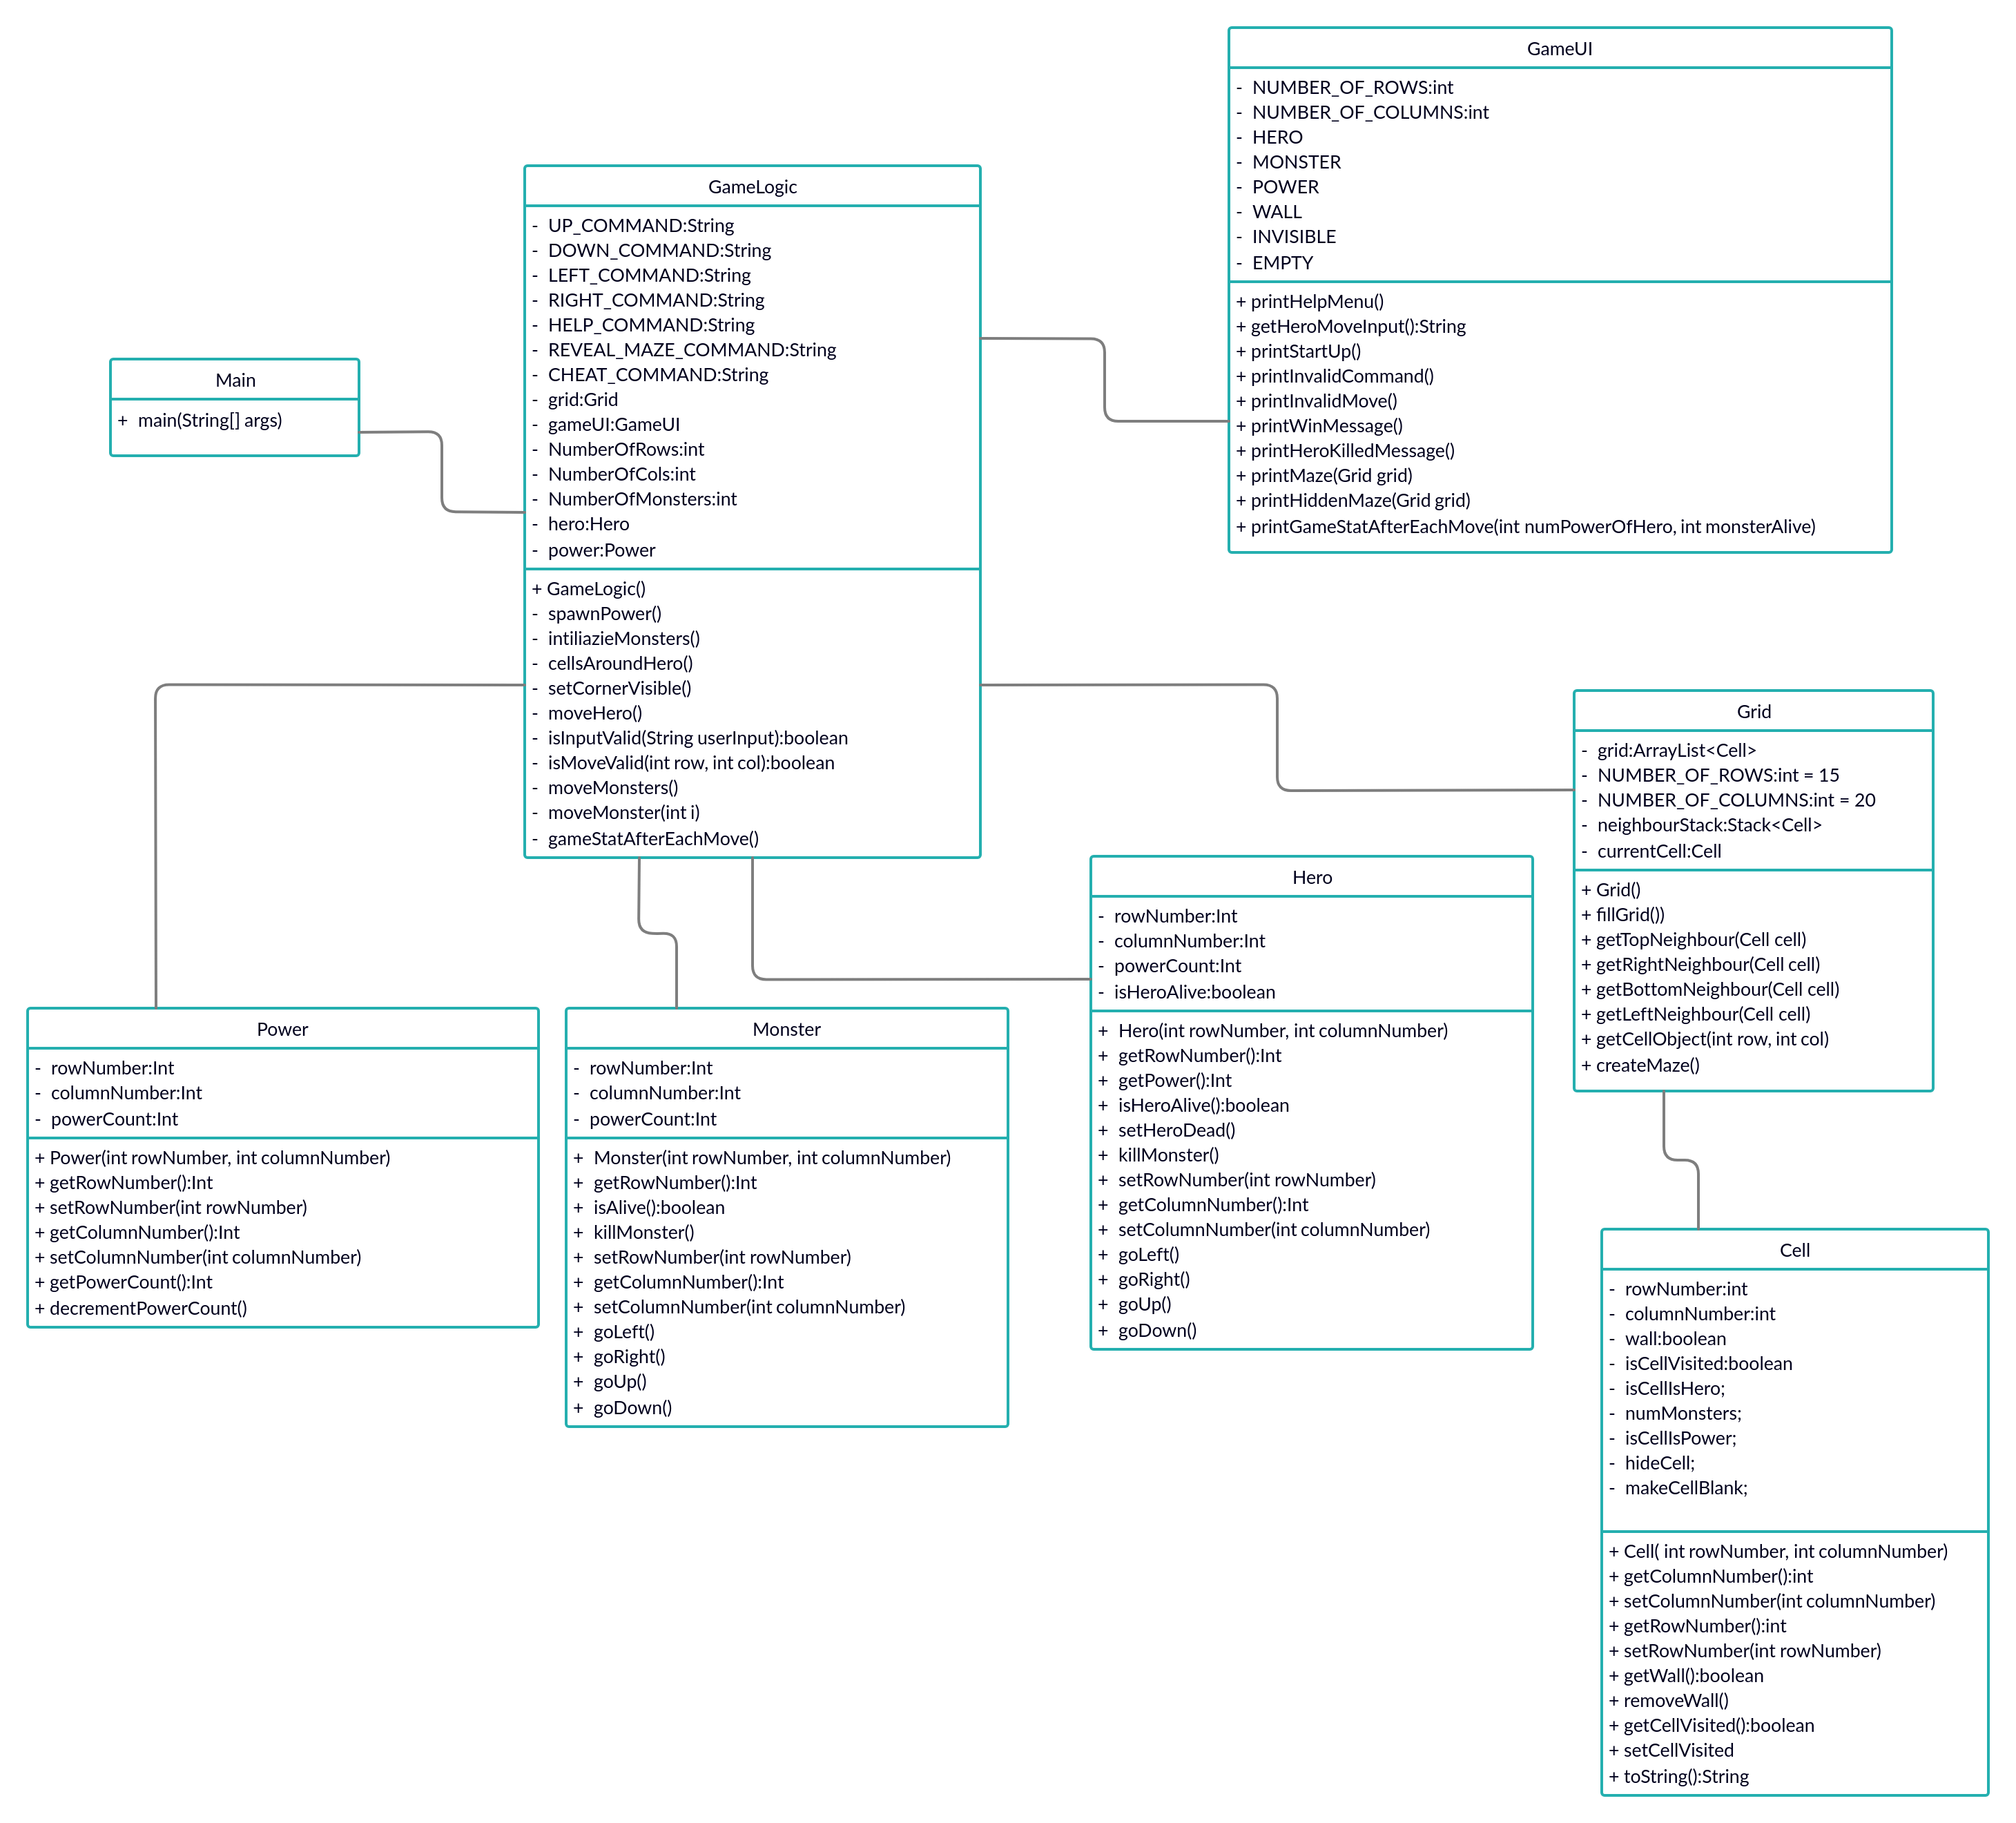 GameUI
- NUMBER_OF_ROWS:int
- NUMBER_OF_COLUMNS:int
- HERO
- MONSTER
- POWER
- WALL
- INVISIBLE
- EMPTY
+ printHelpMenu()
+ getHeroMoveInput():String
+ printStartUp()
+ printInvalidCommand()
+ printInvalidMove()
+ printWinMessage()
+ printHeroKilledMessage()
+ printMaze(Grid grid)
+ printHiddenMaze(Grid grid)
+ printGameStatAfterEachMove(int numPowerOfHero, int monsterAlive)
GameLogic
- UP_COMMAND:String
- DOWN_COMMAND:String
- LEFT_COMMAND:String
- RIGHT_COMMAND:String
- HELP_COMMAND:String
- REVEAL_MAZE_COMMAND:String
- CHEAT_COMMAND:String
- grid:Grid
- gameUI:GameUI
- NumberOfRows:int
- NumberOfCols:int
- NumberOfMonsters:int
- hero:Hero
- power:Power
+ GameLogic()
- spawnPower()
- intiliazieMonsters()
- cellsAroundHero()
- setCornerVisible()
- moveHero()
- isInputValid(String userInput):boolean
- isMoveValid(int row, int col):boolean
- moveMonsters()
- moveMonster(int i)
- gameStatAfterEachMove()
Main
+ main(String[] args)
Grid
- grid:ArrayList<Cell>
- NUMBER_OF_ROWS:int = 15
- NUMBER_OF_COLUMNS:int = 20
- neighbourStack:Stack<Cell>
- currentCell:Cell
+ Grid()
+ fillGrid())
+ getTopNeighbour(Cell cell)
+ getRightNeighbour(Cell cell)
+ getBottomNeighbour(Cell cell)
+ getLeftNeighbour(Cell cell)
+ getCellObject(int row, int col)
+ createMaze()
Hero
- rowNumber:Int
- columnNumber:Int
- powerCount:Int
- isHeroAlive:boolean
+ Hero(int rowNumber, int columnNumber)
+ getRowNumber():Int
+ getPower():Int
+ isHeroAlive():boolean
+ setHeroDead()
+ killMonster()
+ setRowNumber(int rowNumber)
+ getColumnNumber():Int
+ setColumnNumber(int columnNumber)
+ goLeft()
+ goRight()
+ goUp()
+ goDown()
Power
- rowNumber:Int
- columnNumber:Int
- powerCount:Int
+ Power(int rowNumber, int columnNumber)
+ getRowNumber():Int
+ setRowNumber(int rowNumber)
+ getColumnNumber():Int
+ setColumnNumber(int columnNumber)
+ getPowerCount():Int
+ decrementPowerCount()
Monster
- rowNumber:Int
- columnNumber:Int
- powerCount:Int
+ Monster(int rowNumber, int columnNumber)
+ getRowNumber():Int
+ isAlive():boolean
+ killMonster()
+ setRowNumber(int rowNumber)
+ getColumnNumber():Int
+ setColumnNumber(int columnNumber)
+ goLeft()
+ goRight()
+ goUp()
+ goDown()
Cell
- rowNumber:int
- columnNumber:int
- wall:boolean
- isCellVisited:boolean
- isCellIsHero;
- numMonsters;
- isCellIsPower;
- hideCell;
- makeCellBlank;
+ Cell( int rowNumber, int columnNumber)
+ getColumnNumber():int
+ setColumnNumber(int columnNumber)
+ getRowNumber():int
+ setRowNumber(int rowNumber)
+ getWall():boolean
+ removeWall()
+ getCellVisited():boolean
+ setCellVisited
+ toString():String